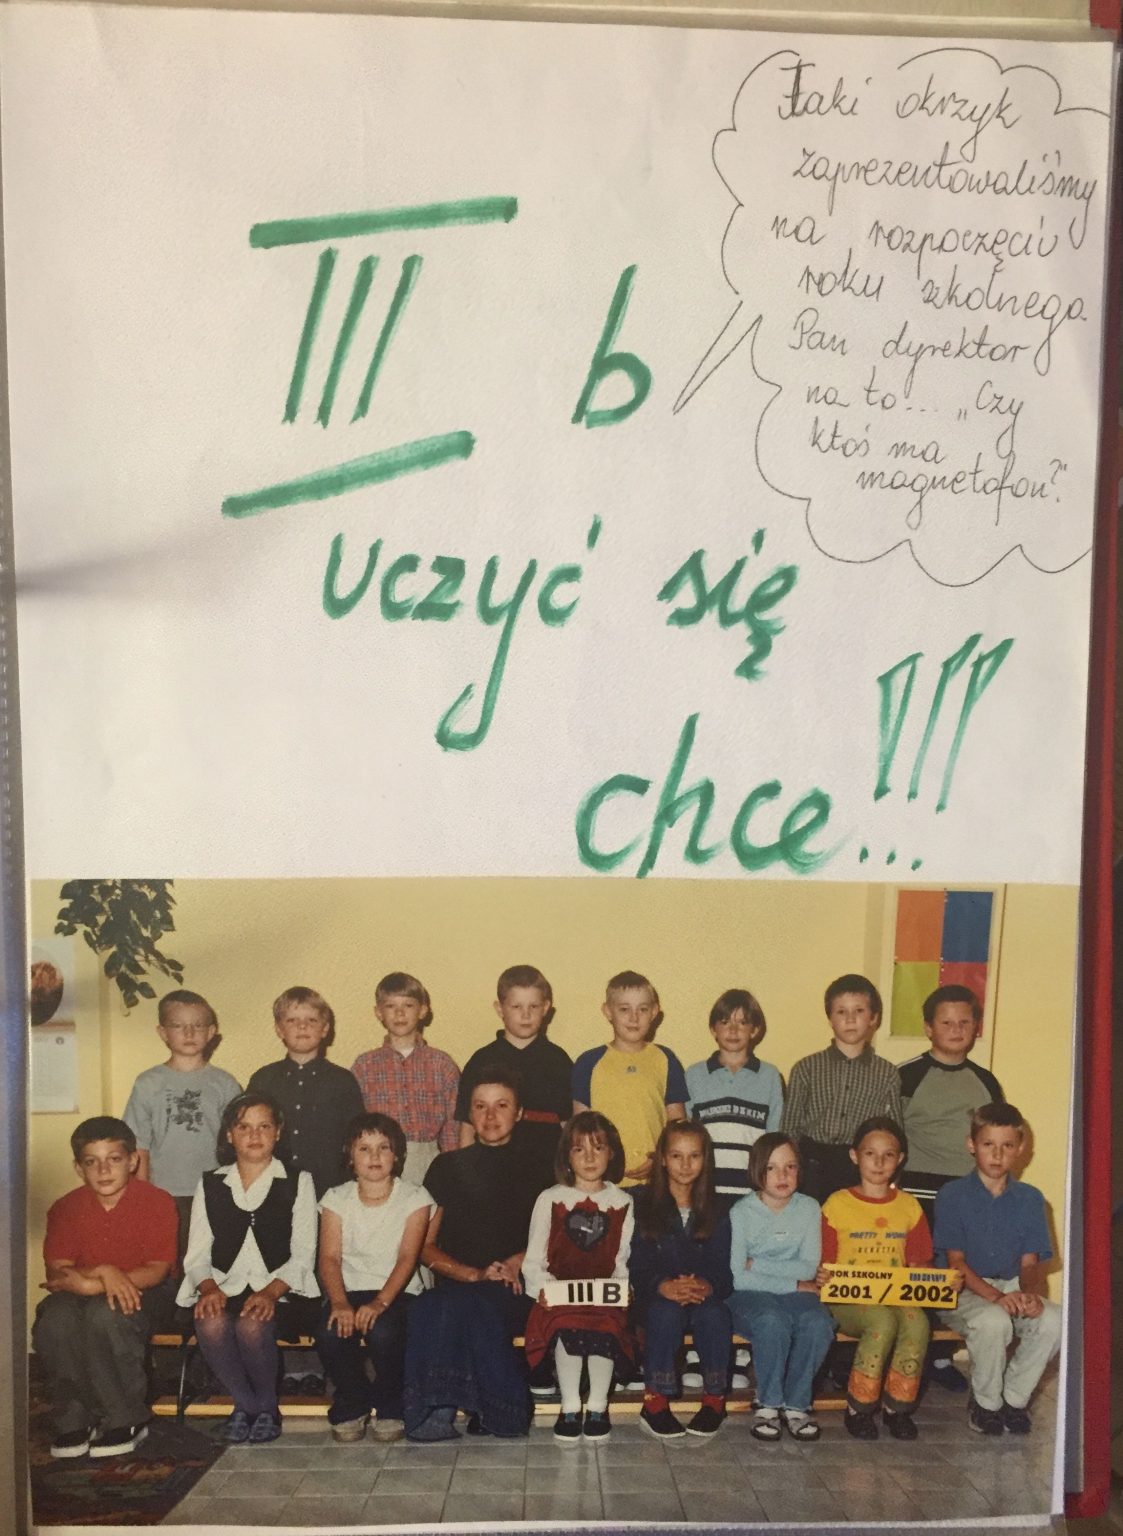 III b
uczyć się
chce...!!!
Taki okrzyk
zaprezentowaliśmy
na rozpoczęciu
roku szkolnego.
Pan dyrektor
na to... „Czy
ktoś ma
magnetofon?"
III B
ROK SZKOLNY
2001 / 2002